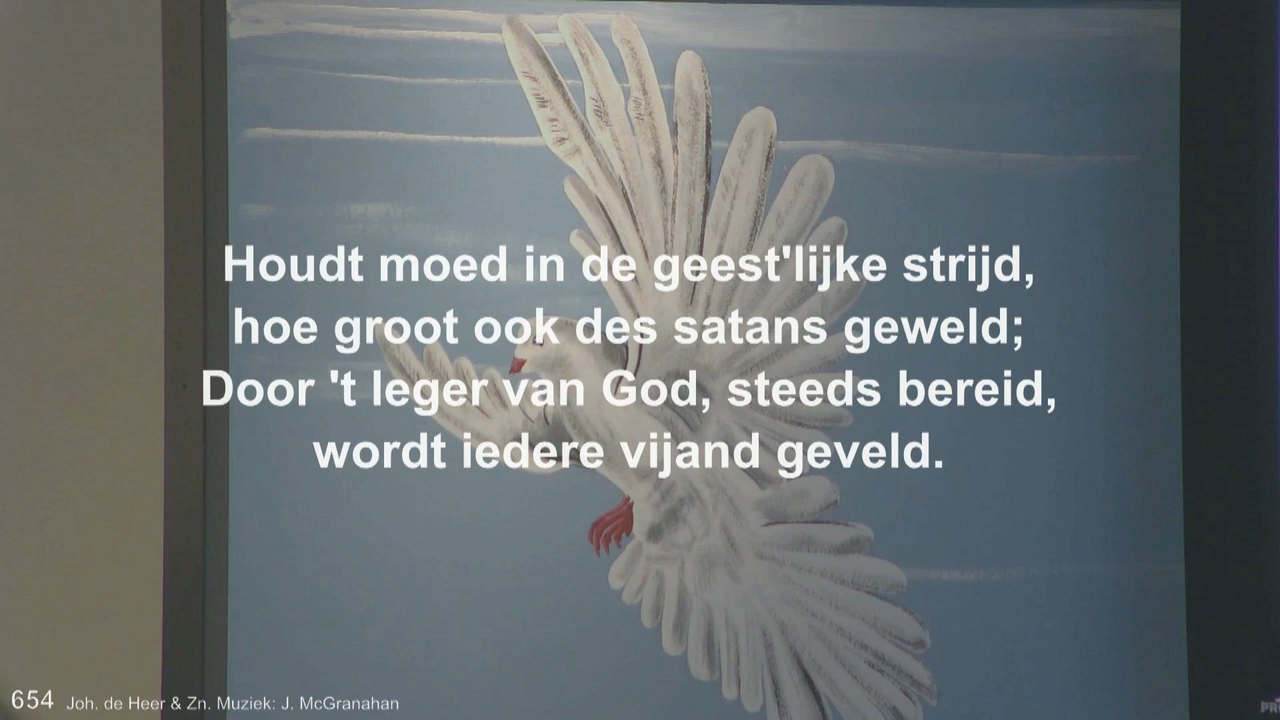 Houdt moed in de geest'lijke strijd,
hoe groot ook des satans geweld;
Door 't leger van God, steeds bereid,
wordt iedere vijand geveld.
654 Joh. de Heer & Zn. Muziek: J. McGranahan